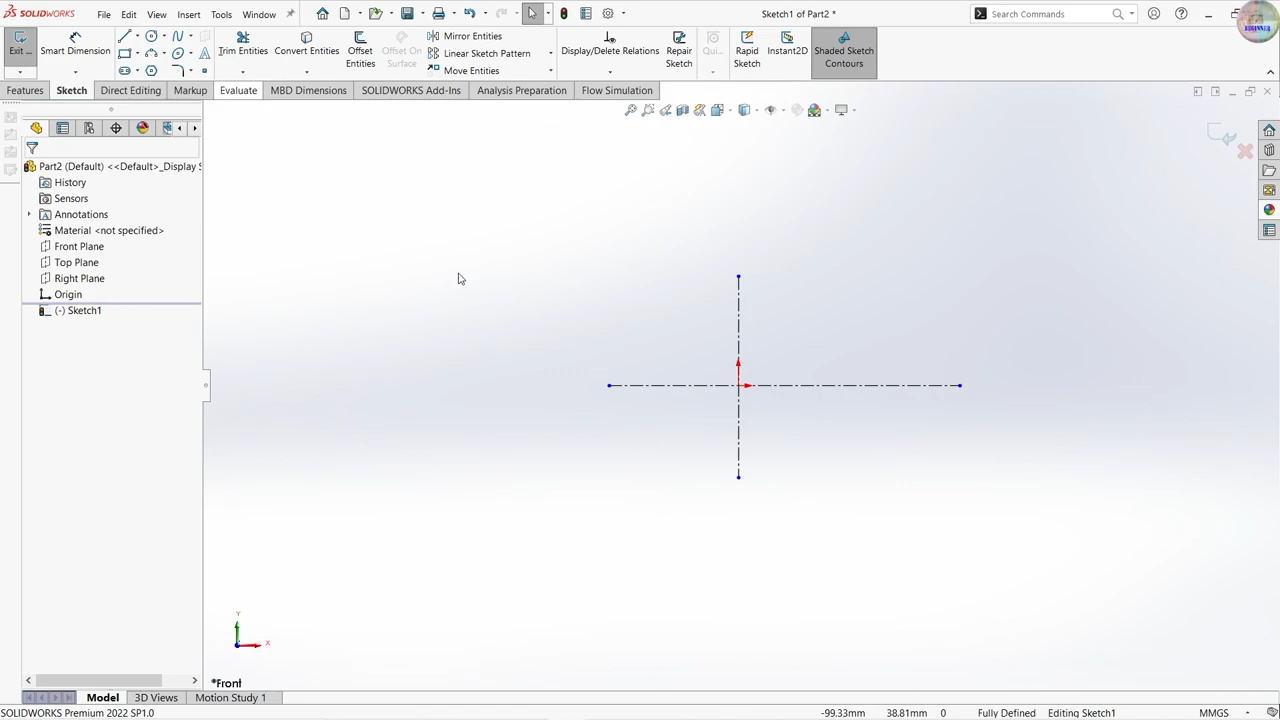 SOLIDWORKS File Edit View Insert Tools Window Sketch1 of Part2 * Search Commands
Exit ... Smart Dimension Trim Entities Convert Entities Offset Entities Offset On Surface Mirror Entities Linear Sketch Pattern Move Entities Display/Delete Relations Repair Sketch Qui... Rapid Sketch Instant2D Shaded Sketch Contours
Features Sketch Direct Editing Markup Evaluate MBD Dimensions SOLIDWORKS Add-Ins Analysis Preparation Flow Simulation
Part2 (Default) <<Default>_Display S
History
Sensors
Annotations
Material <not specified>
Front Plane
Top Plane
Right Plane
Origin
(-) Sketch1
Y
X
*Front
Model 3D Views Motion Study 1
SOLIDWORKS Premium 2022 SP1.0 -99.33mm 38.81mm 0 Fully Defined Editing Sketch1 MMGS